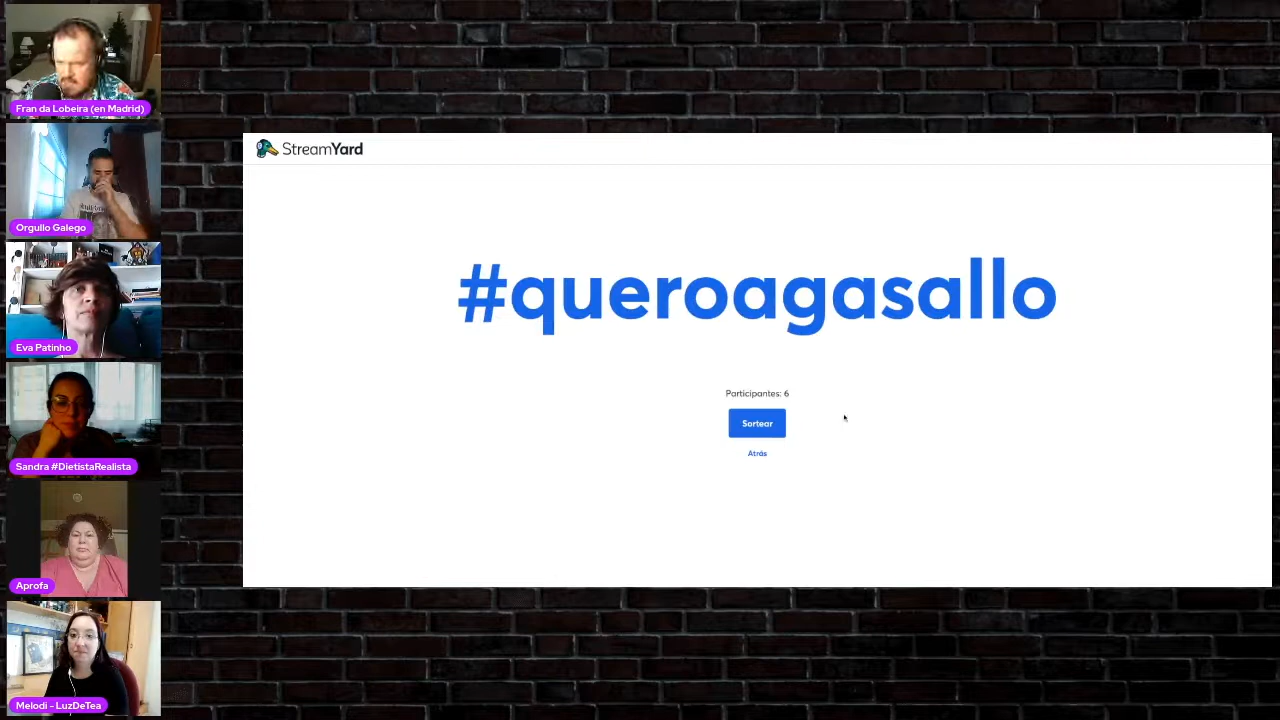 Fran da Lobeira (en Madrid)
Orgullo Galego
Eva Patinho
Sandra #DietistaRealista
Aprofa
Melodi - LuzDeTea
StreamYard
#queroagasallo
Participantes: 6
Sortear
Atrás